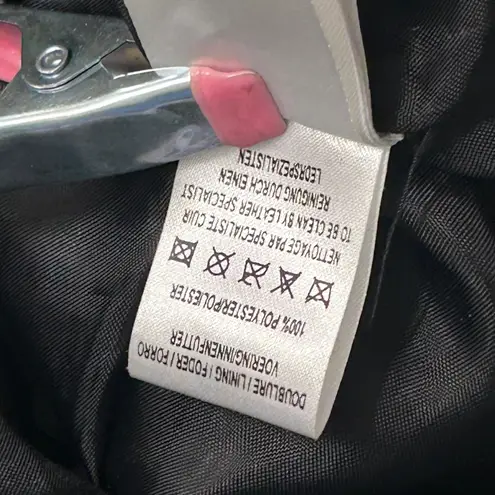 DOUBLURE / LINING / FODER / FORRO
VOERING/INNENFUTTER
100% POLYESTER/POLIESTER
NETTOYAGE PAR SPECIALISTE CUIR
TO BE CLEAN BY LEATHER SPECIALIST
REINIGUNG DURCH EINEN
LEDRSPEZIALISTEN